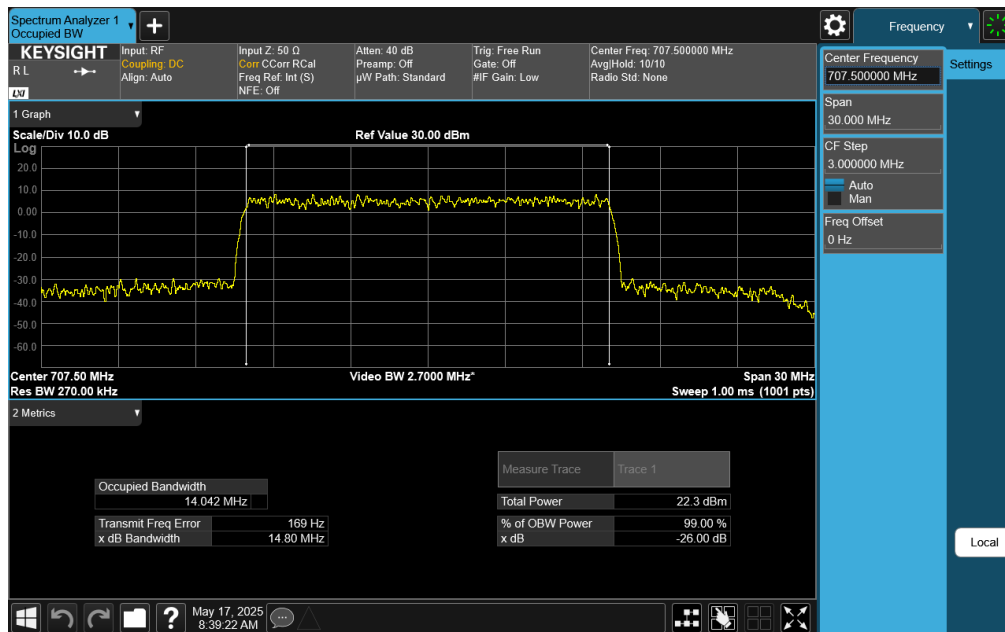 Spectrum Analyzer 1
Occupied BW
Frequency
KEYSIGHT
R L
LXI
Input: RF
Coupling: DC
Align: Auto
Input Z: 50 Ω
Corr CCorr RCal
Freq Ref: Int (S)
NFE: Off
Atten: 40 dB
Preamp: Off
µW Path: Standard
Trig: Free Run
Gate: Off
#IF Gain: Low
Center Freq: 707.500000 MHz
Avg|Hold: 10/10
Radio Std: None
Center Frequency
707.500000 MHz
Settings
Span
30.000 MHz
CF Step
3.000000 MHz
Auto
Man
Freq Offset
0 Hz
Local
1 Graph
Scale/Div 10.0 dB
Ref Value 30.00 dBm
Log
20.0
10.0
0.00
-10.0
-20.0
-30.0
-40.0
-50.0
-60.0
Center 707.50 MHz
Video BW 2.7000 MHz*
Span 30 MHz
Res BW 270.00 kHz
Sweep 1.00 ms (1001 pts)
2 Metrics
Measure Trace
Trace 1
Occupied Bandwidth
14.042 MHz
Total Power
22.3 dBm
Transmit Freq Error
169 Hz
% of OBW Power
99.00 %
x dB Bandwidth
14.80 MHz
x dB
-26.00 dB
May 17, 2025
8:39:22 AM